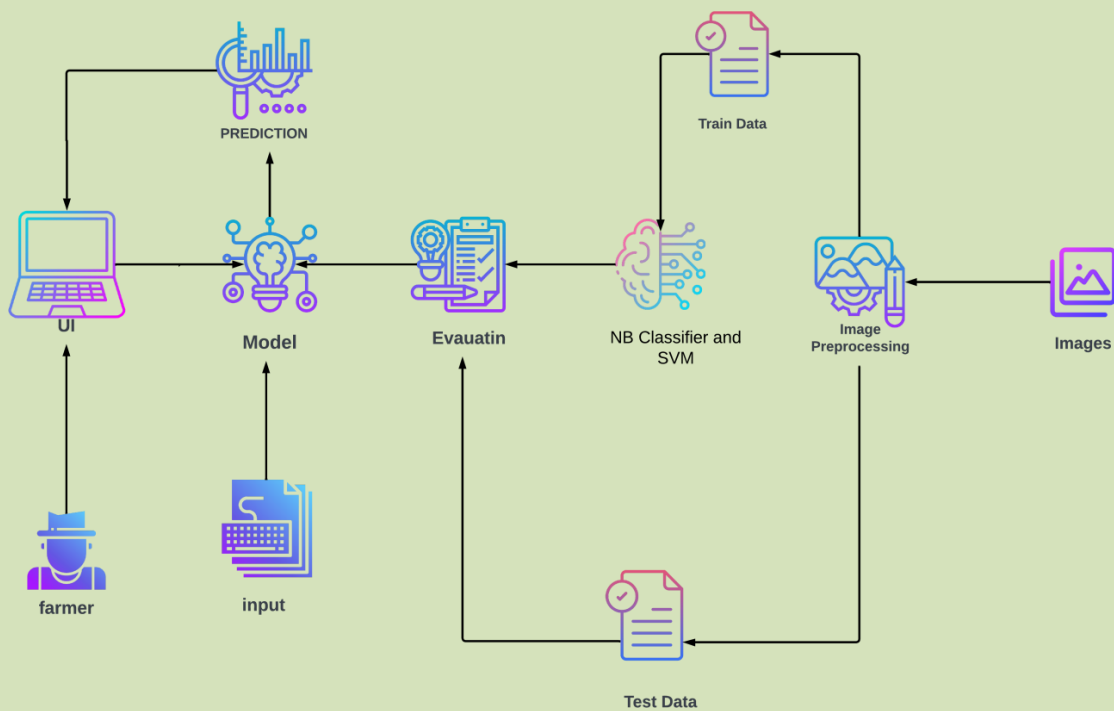 Train Data
PREDICTION
UI
Model
Evauatin
NB Classifier and
SVM
Image
Preprocessing
Images
farmer
input
Test Data